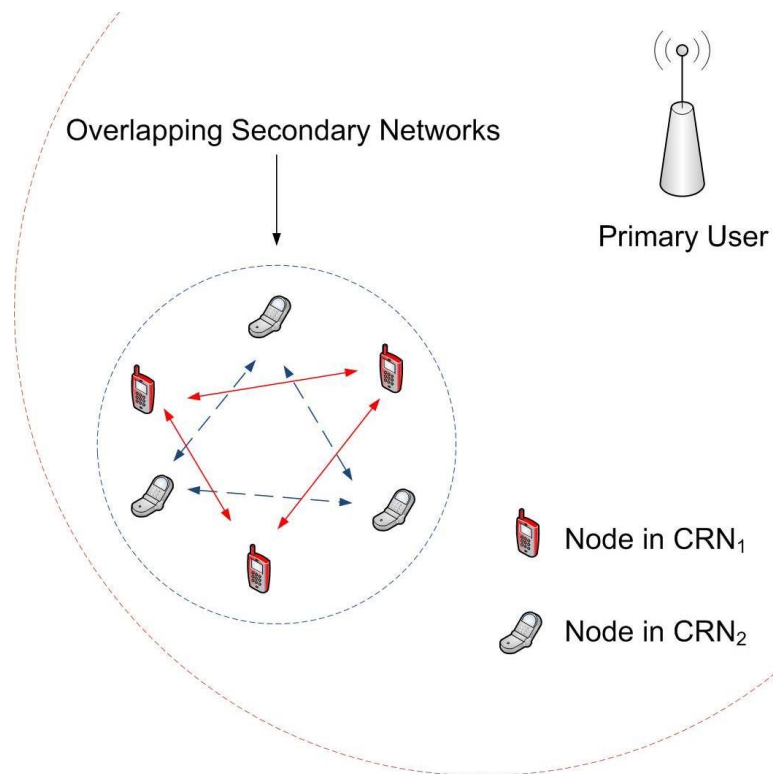 Overlapping Secondary Networks
Primary User
Node in CRN₁
Node in CRN₂